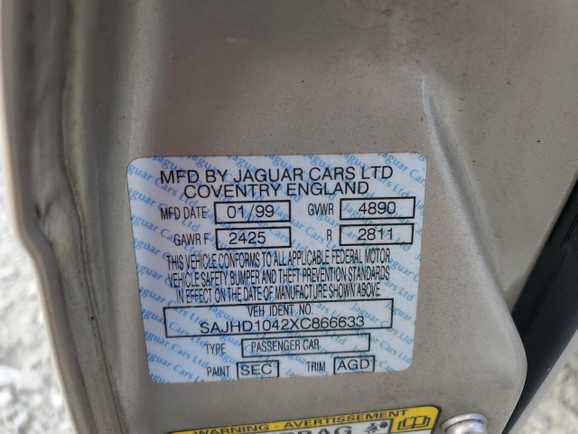 MFD BY JAGUAR CARS LTD
COVENTRY ENGLAND
MFD DATE 01/99 GVWR 4890
GAWR F 2425 R 2811
THIS VEHICLE CONFORMS TO ALL APPLICABLE FEDERAL MOTOR
VEHICLE SAFETY BUMPER AND THEFT PREVENTION STANDARDS
IN EFFECT ON THE DATE OF MANUFACTURE SHOWN ABOVE
VEH IDENT. NO.
SAJHD1042XC866633
TYPE PASSENGER CAR
PAINT SEC TRIM AGD
WARNING - AVERTISSEMENT